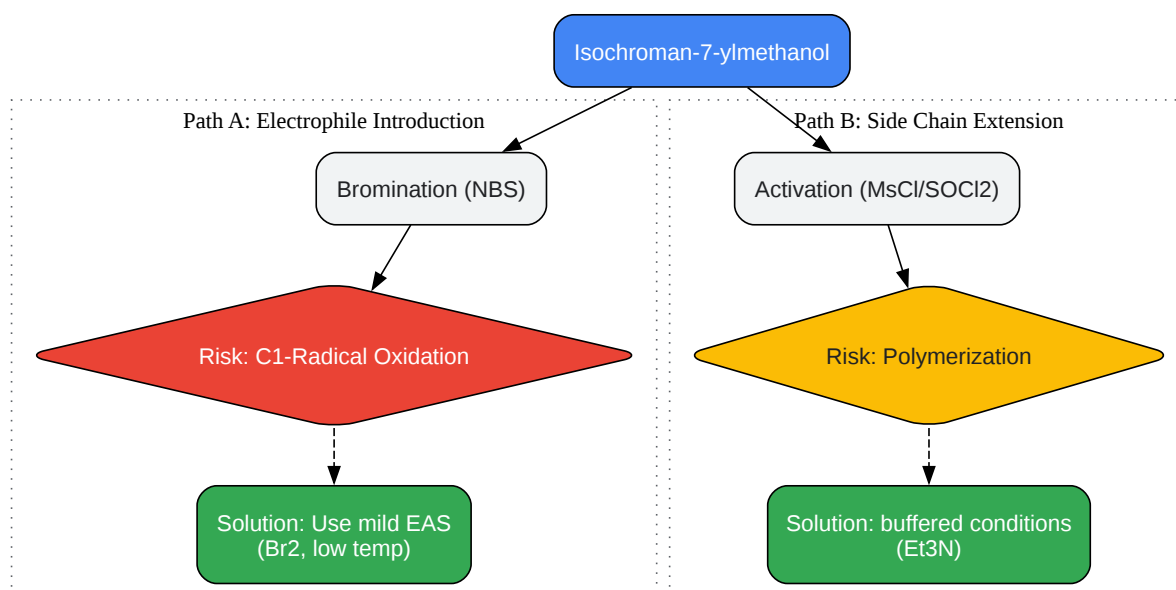 Isochroman-7-ylmethanol
Path A: Electrophile Introduction
Path B: Side Chain Extension
Bromination (NBS)
Activation (MsCl/SOCl2)
Risk: C1-Radical Oxidation
Risk: Polymerization
Solution: Use mild EAS
(Br2, low temp)
Solution: buffered conditions
(Et3N)